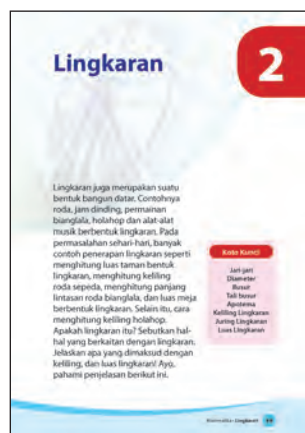 Lingkaran
2
Lingkaran juga merupakan suatu
bentuk bangun datar. Contohnya
roda, jam dinding, permainan
bianglala, holahop dan alat-alat
musik berbentuk lingkaran. Pada
permasalahan sehari-hari, banyak
contoh penerapan lingkaran seperti
menghitung luas taman bentuk
lingkaran, menghitung keliling
roda sepeda, menghitung panjang
lintasan roda bianglala, dan luas meja
berbentuk lingkaran. Selain itu, cara
menghitung keliling holahop.
Apakah lingkaran itu? Sebutkan hal-
hal yang berkaitan dengan lingkaran.
Jelaskan apa yang dimaksud dengan
keliling, dan luas lingkaran! Ayo,
pahami penjelasan berikut ini.
Kata Kunci
Jari-jari
Diameter
Busur
Tali busur
Apotema
Keliling Lingkaran
Juring Lingkaran
Luas Lingkaran
Matematika - Lingkaran